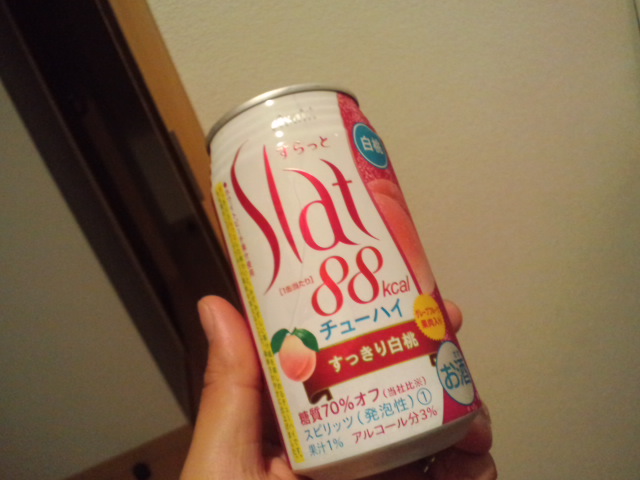 すらっと
白桃
Slat
[1缶当たり]
88kcal
チューハイ
すっきり白桃
お酒
糖質70%オフ(当社比※)
スピリッツ(発泡性)①
果汁1% アルコール分3%